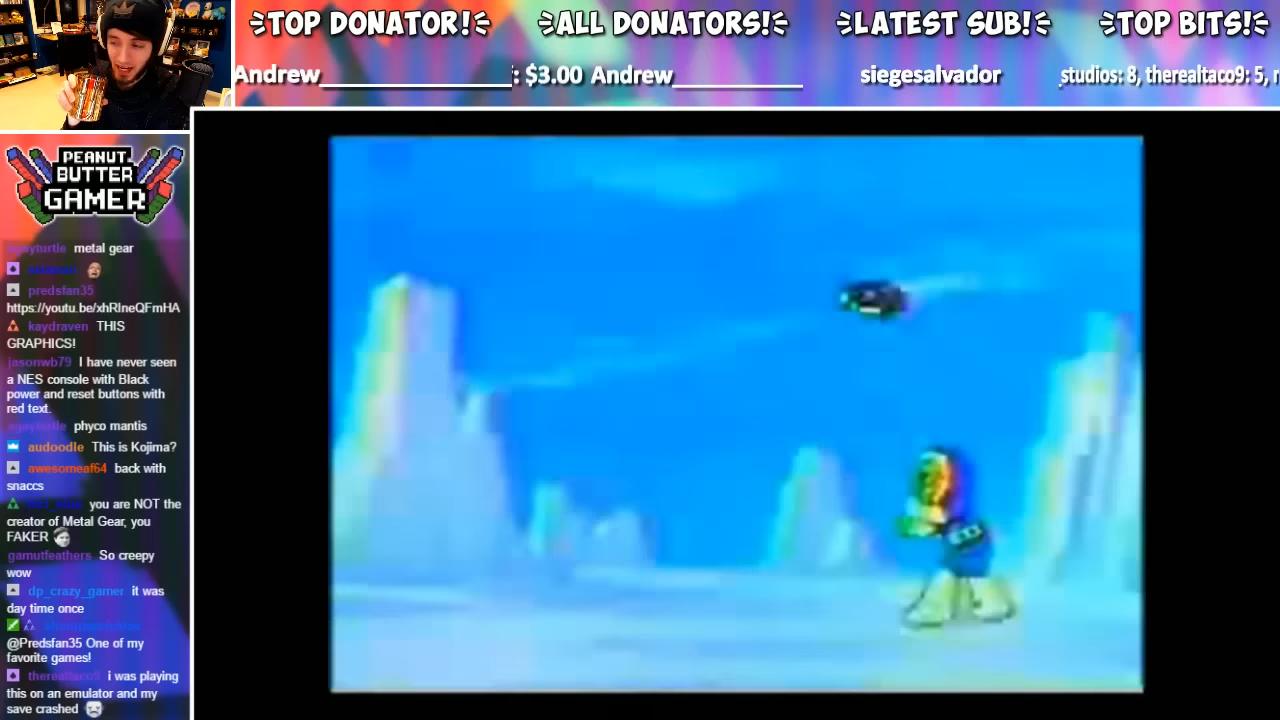 TOP DONATOR!
ALL DONATORS!
LATEST SUB!
TOP BITS!
Andrew
: $3.00 Andrew
siegesalvador
studios: 8, therealtaco9: 5,
PEANUT
BUTTER
GAMER
metal gear
predsfan35
https://youtu.be/xhRlneQFmHA
kaydraven THIS
GRAPHICS!
jasonwb79 I have never seen
a NES console with Black
power and reset buttons with
red text.
phyco mantis
audoodle This is Kojima?
awesomeaf64 back with
snaccs
you are NOT the
creator of Metal Gear, you
FAKER
gamutfeathers So creepy
wow
dp_crazy_gamer it was
day time once
@Predsfan35 One of my
favorite games!
therealtaco9 i was playing
this on an emulator and my
save crashed